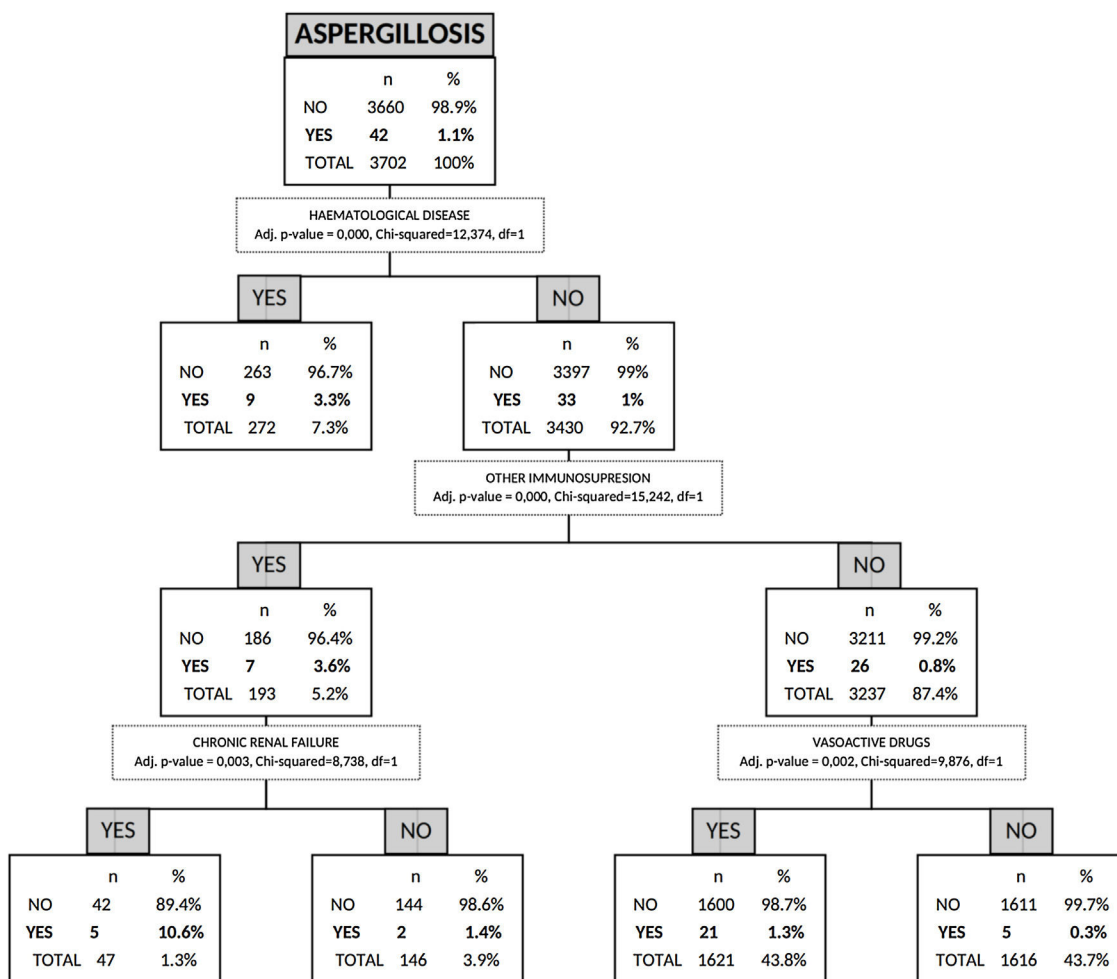 ASPERGILLOSIS
n %
NO 3660 98.9%
YES 42 1.1%
TOTAL 3702 100%
HAEMATOLOGICAL DISEASE
Adj. p-value = 0,000, Chi-squared=12,374, df=1
YES
n %
NO 263 96.7%
YES 9 3.3%
TOTAL 272 7.3%
NO
n %
NO 3397 99%
YES 33 1%
TOTAL 3430 92.7%
OTHER IMMUNOSUPRESION
Adj. p-value = 0,000, Chi-squared=15,242, df=1
YES
n %
NO 186 96.4%
YES 7 3.6%
TOTAL 193 5.2%
NO
n %
NO 3211 99.2%
YES 26 0.8%
TOTAL 3237 87.4%
CHRONIC RENAL FAILURE
Adj. p-value = 0,003, Chi-squared=8,738, df=1
VASOACTIVE DRUGS
Adj. p-value = 0,002, Chi-squared=9,876, df=1
YES
n %
NO 42 89.4%
YES 5 10.6%
TOTAL 47 1.3%
NO
n %
NO 144 98.6%
YES 2 1.4%
TOTAL 146 3.9%
YES
n %
NO 1600 98.7%
YES 21 1.3%
TOTAL 1621 43.8%
NO
n %
NO 1611 99.7%
YES 5 0.3%
TOTAL 1616 43.7%